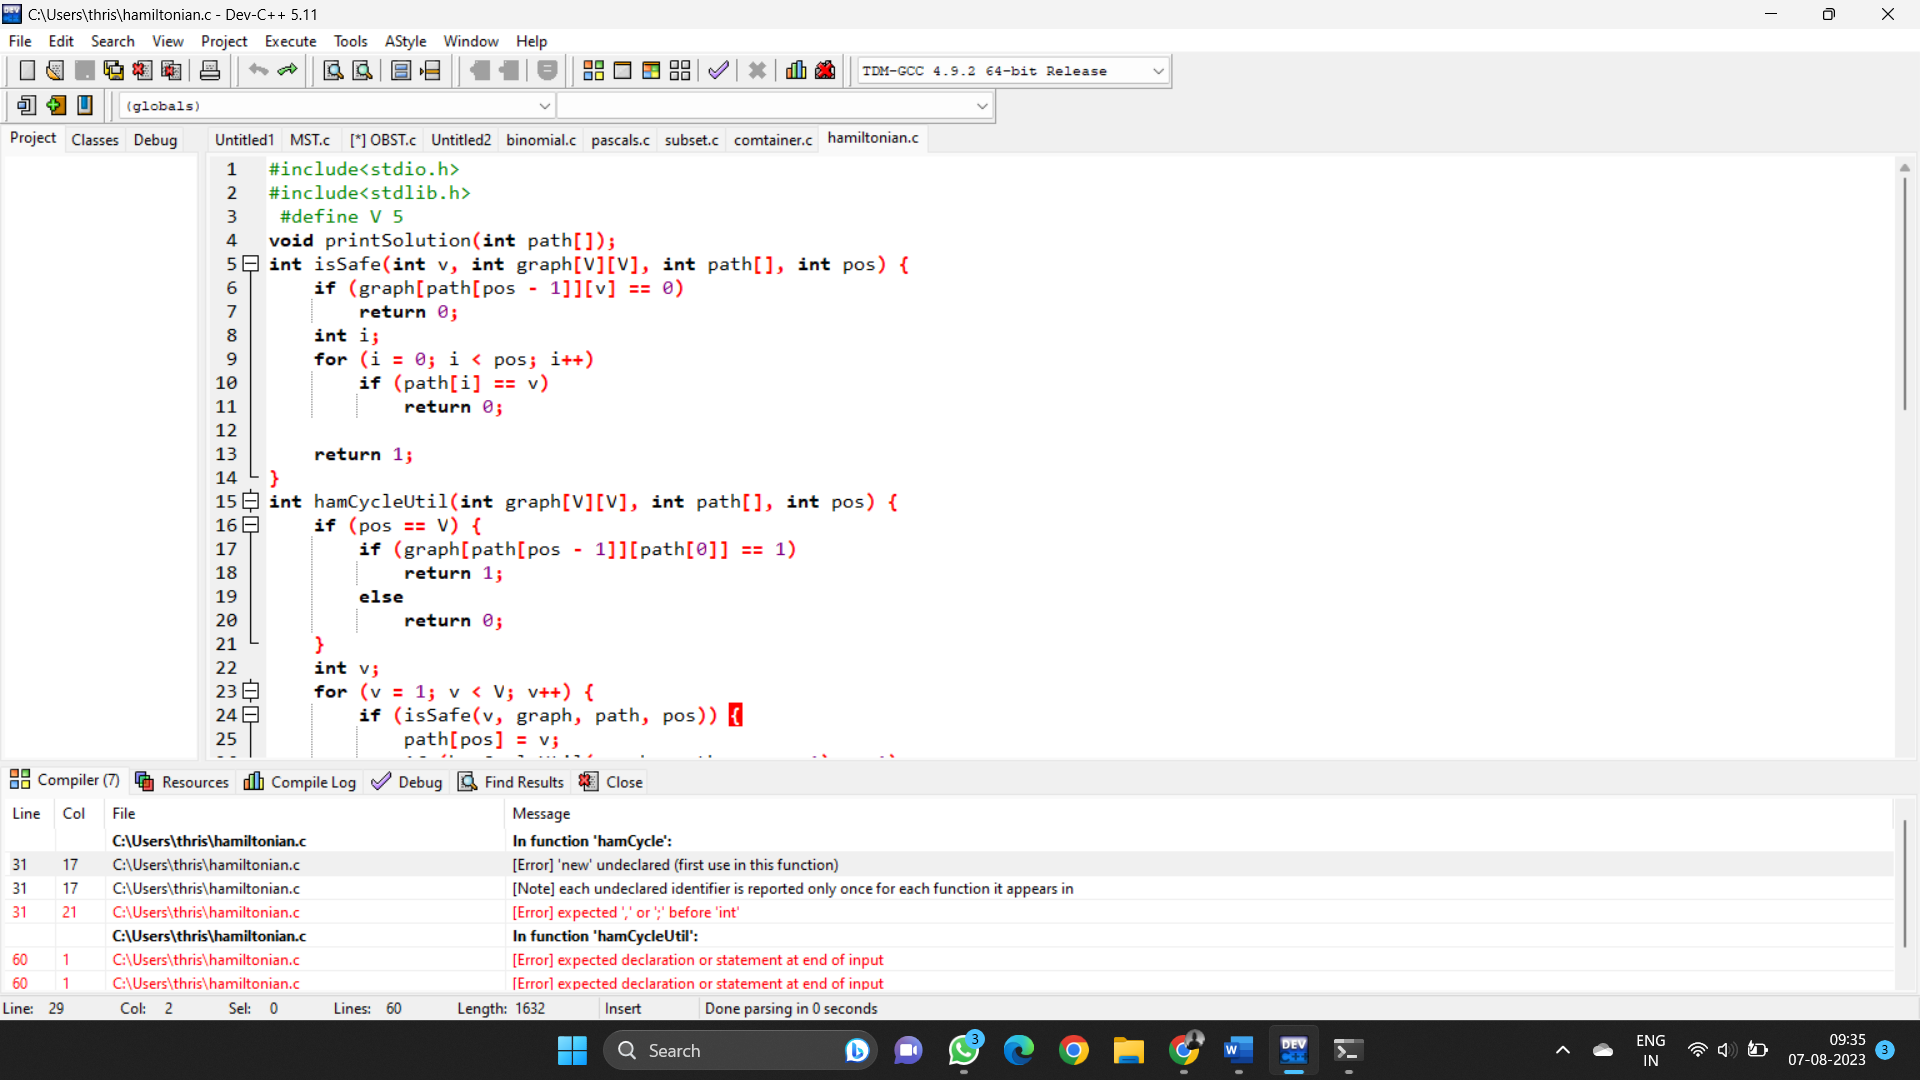 C:\Users\thris\hamiltonian.c - Dev-C++ 5.11
File Edit Search View Project Execute Tools AStyle Window Help
TDM-GCC 4.9.2 64-bit Release
(globals)
Project Classes Debug
Untitled1 MST.c [*] OBST.c Untitled2 binomial.c pascals.c subset.c comtainer.c hamiltonian.c
1 #include<stdio.h>
2 #include<stdlib.h>
3 #define V 5
4 void printSolution(int path[]);
5 int isSafe(int v, int graph[V][V], int path[], int pos) {
6 if (graph[path[pos - 1]][v] == 0)
7 return 0;
8 int i;
9 for (i = 0; i < pos; i++)
10 if (path[i] == v)
11 return 0;
12
13 return 1;
14 }
15 int hamCycleUtil(int graph[V][V], int path[], int pos) {
16 if (pos == V) {
17 if (graph[path[pos - 1]][path[0]] == 1)
18 return 1;
19 else
20 return 0;
21 }
22 int v;
23 for (v = 1; v < V; v++) {
24 if (isSafe(v, graph, path, pos)) {
25 path[pos] = v;
Compiler (7) Resources Compile Log Debug Find Results Close
Line Col File Message
C:\Users\thris\hamiltonian.c In function 'hamCycle':
31 17 C:\Users\thris\hamiltonian.c [Error] 'new' undeclared (first use in this function)
31 17 C:\Users\thris\hamiltonian.c [Note] each undeclared identifier is reported only once for each function it appears in
31 21 C:\Users\thris\hamiltonian.c [Error] expected ',' or ';' before 'int'
C:\Users\thris\hamiltonian.c In function 'hamCycleUtil':
60 1 C:\Users\thris\hamiltonian.c [Error] expected declaration or statement at end of input
60 1 C:\Users\thris\hamiltonian.c [Error] expected declaration or statement at end of input
Line: 29 Col: 2 Sel: 0 Lines: 60 Length: 1632 Insert Done parsing in 0 seconds
Search
3
W
DEV
C++
ENG
IN
09:35
07-08-2023
3